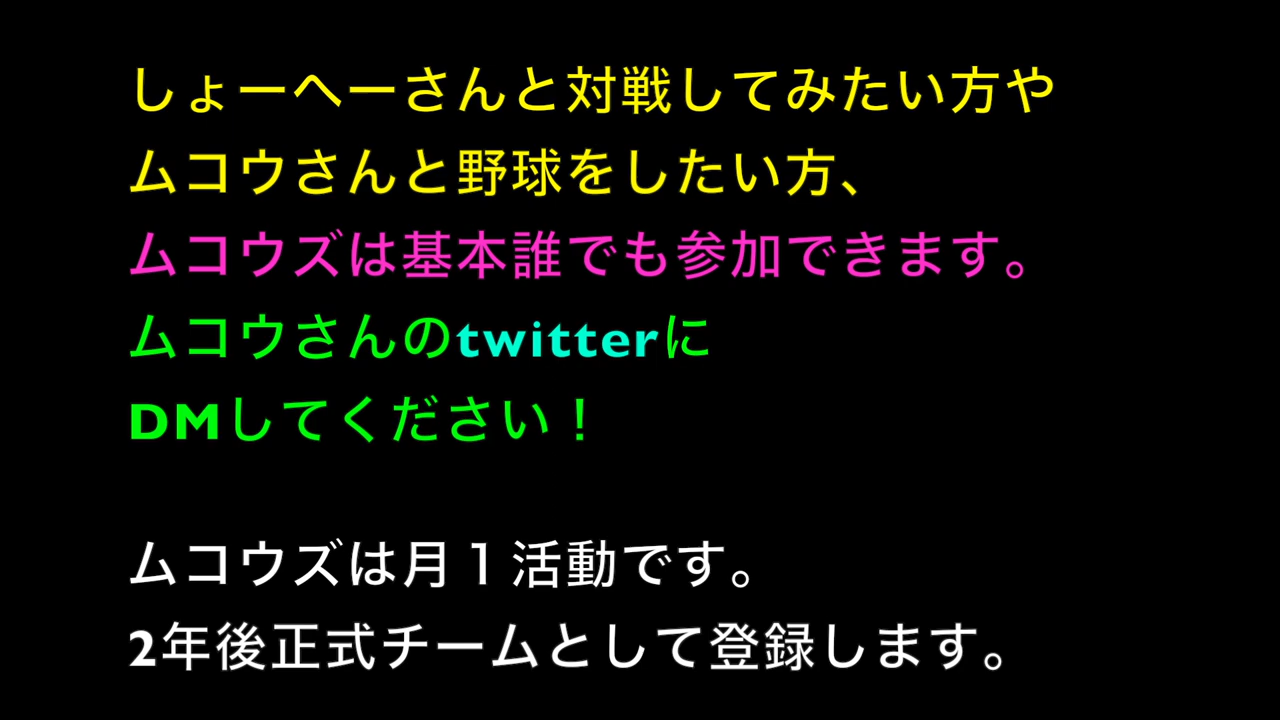 しょーへーさんと対戦してみたい方や
ムコウさんと野球をしたい方、
ムコウズは基本誰でも参加できます。
ムコウさんのtwitterに
DMしてください！
ムコウズは月１活動です。
2年後正式チームとして登録します。